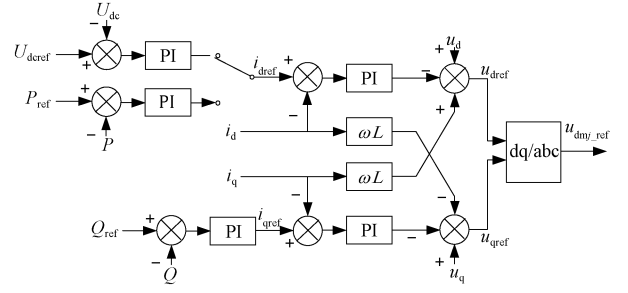 U_dc
−
U_dcref
+
PI
P_ref
+
PI
−
P
i_dref
+
PI
−
−
u_d
+
u_dref
+
i_d
ωL
i_q
ωL
dq/abc
u_dmj_ref
Q_ref
+
PI
−
Q
i_qref
−
+
PI
−
−
u_qref
+
u_q